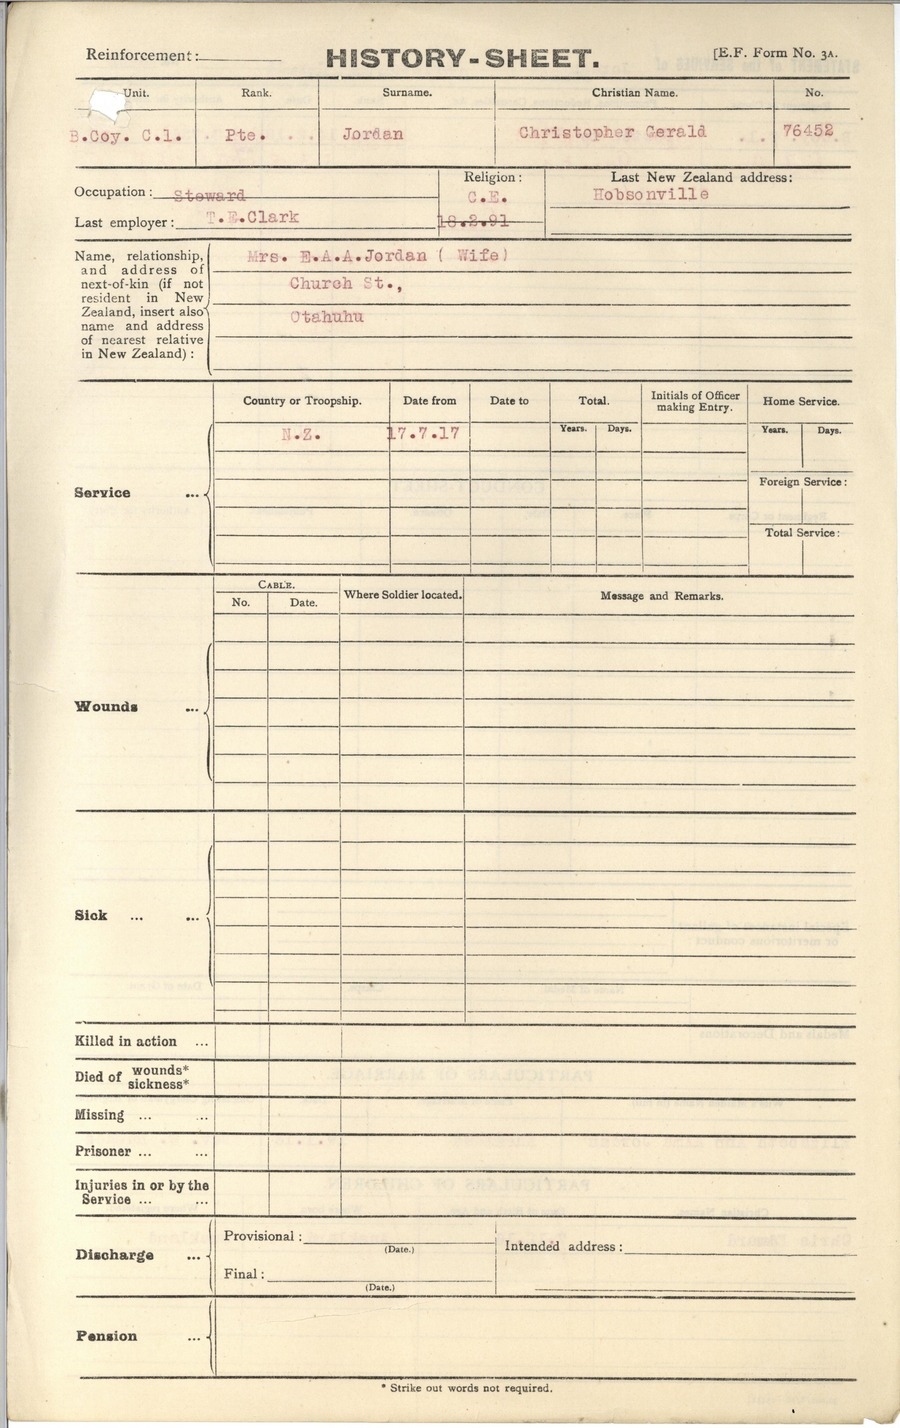 Reinforcement: HISTORY-SHEET. [E.F. Form No. 3A.
Unit. Rank. Surname. Christian Name. No.
B.Coy. C.1. Pte. Jordan Christopher Gerald 76452
Occupation: Steward Religion: C.E. Last New Zealand address: Hobsonville
Last employer: T.E.Clark 18.2.91
Name, relationship, and address of next-of-kin (if not resident in New Zealand, insert also name and address of nearest relative in New Zealand):
Mrs. E.A.A.Jordan ( Wife)
Church St.,
Otahuhu
Service ...
Country or Troopship. Date from Date to Total. Initials of Officer making Entry. Home Service.
Years. Days. Years. Days.
N.Z. 17.7.17
Foreign Service:
Total Service:
CABLE. Where Soldier located. Message and Remarks.
No. Date.
Wounds ...
Sick ... ...
Killed in action ...
Died of wounds* sickness*
Missing ... ...
Prisoner ... ...
Injuries in or by the
Service ... ...
Discharge ...
Provisional: Intended address:
(Date.)
Final:
(Date.)
Pension ...
* Strike out words not required.